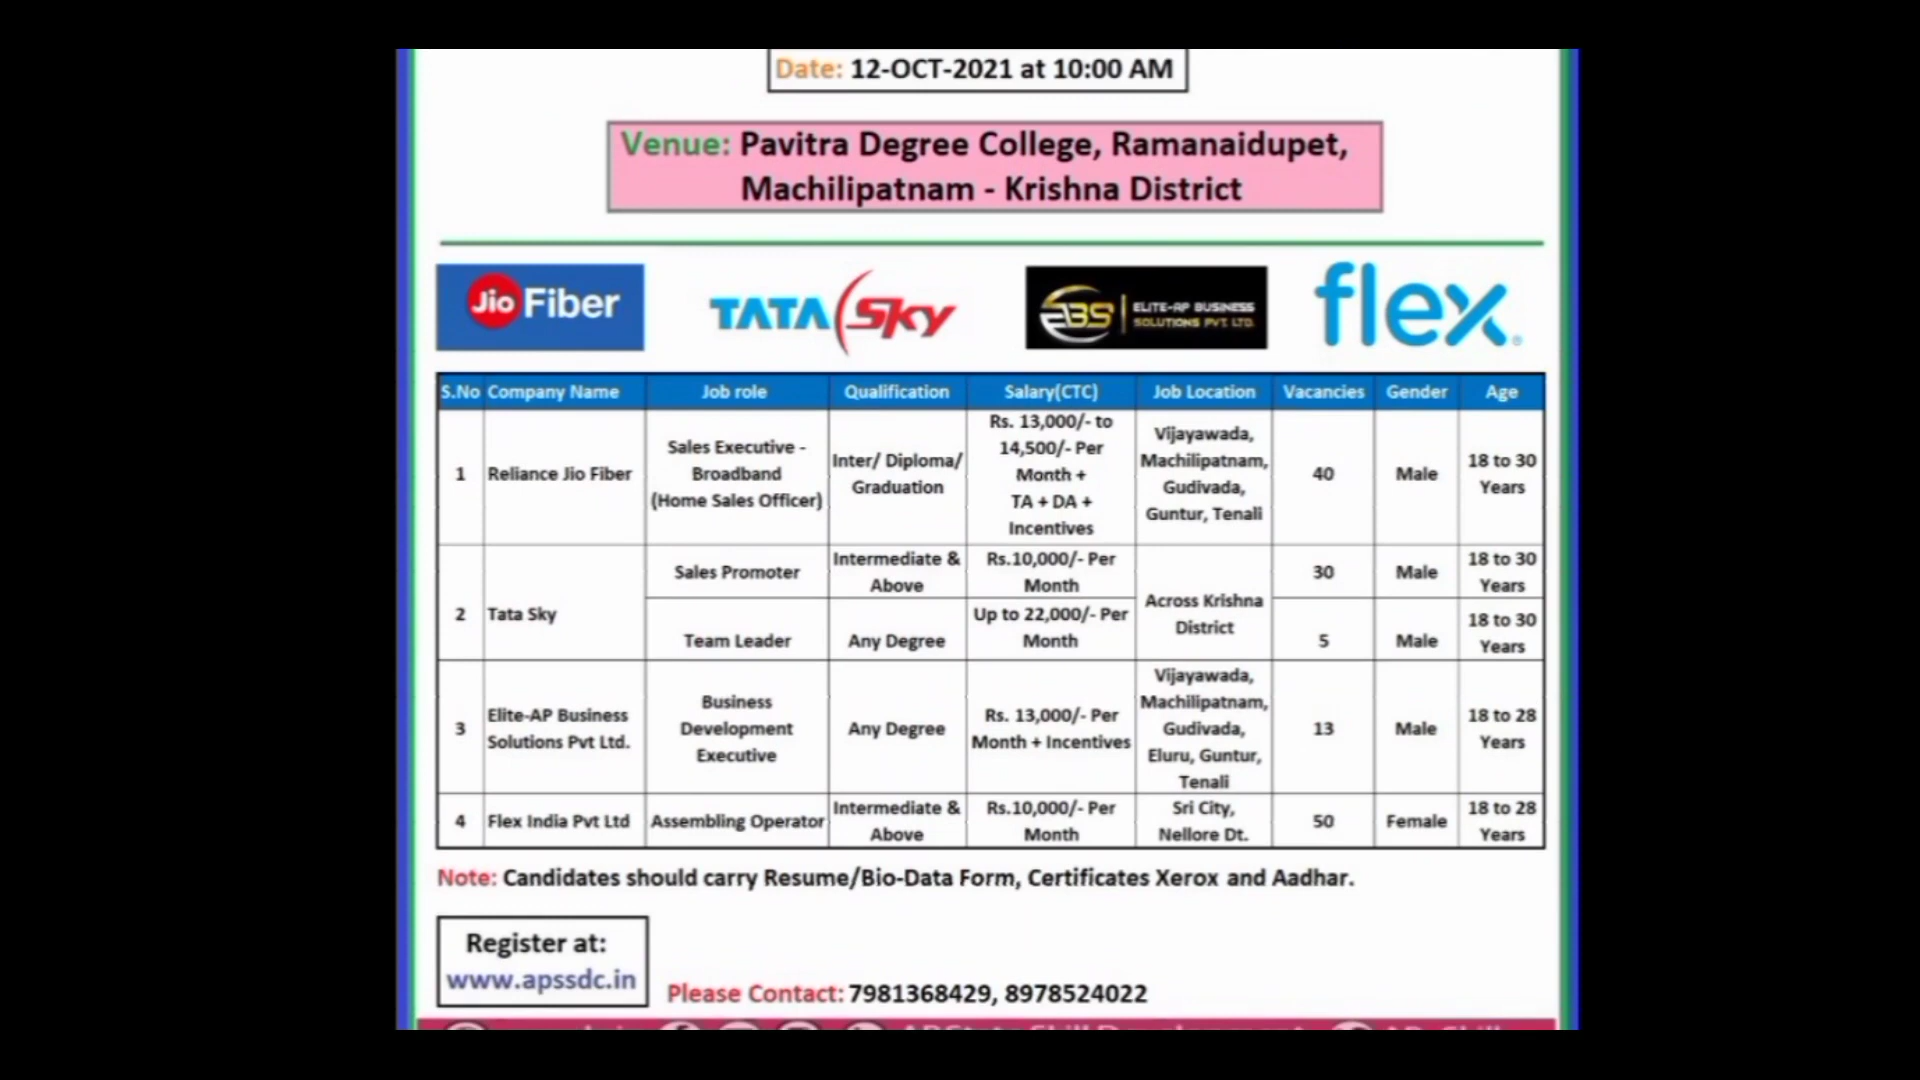 Date: 12-OCT-2021 at 10:00 AM
Venue: Pavitra Degree College, Ramanaidupet,
Machilipatnam - Krishna District
Jio Fiber
TATA Sky
EBS ELITE-AP BUSINESS
SOLUTIONS PVT. LTD.
flex
S.No Company Name Job role Qualification Salary(CTC) Job Location Vacancies Gender Age
1
Reliance Jio Fiber
Sales Executive -
Broadband
(Home Sales Officer)
Inter/ Diploma/
Graduation
Rs. 13,000/- to
14,500/- Per
Month +
TA + DA +
Incentives
Vijayawada,
Machilipatnam,
Gudivada,
Guntur, Tenali
40
Male
18 to 30
Years
2
Tata Sky
Sales Promoter
Intermediate &
Above
Rs.10,000/- Per
Month
Across Krishna
District
30
Male
18 to 30
Years
Team Leader
Any Degree
Up to 22,000/- Per
Month
5
Male
18 to 30
Years
3
Elite-AP Business
Solutions Pvt Ltd.
Business
Development
Executive
Any Degree
Rs. 13,000/- Per
Month + Incentives
Vijayawada,
Machilipatnam,
Gudivada,
Eluru, Guntur,
Tenali
13
Male
18 to 28
Years
4
Flex India Pvt Ltd
Assembling Operator
Intermediate &
Above
Rs.10,000/- Per
Month
Sri City,
Nellore Dt.
50
Female
18 to 28
Years
Note: Candidates should carry Resume/Bio-Data Form, Certificates Xerox and Aadhar.
Register at:
www.apssdc.in
Please Contact: 7981368429, 8978524022